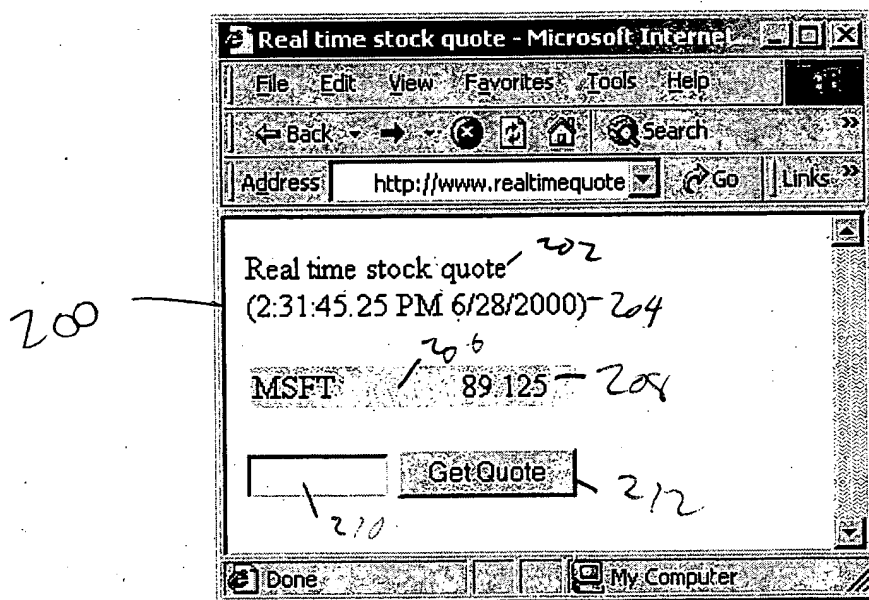 Real time stock quote - Microsoft Internet...
File Edit View Favorites Tools Help
Back Search »
Address http://www.realtimequote Go Links »
Real time stock quote 202
200 (2:31:45.25 PM 6/28/2000) 204
206
MSFT 89.125 208
Get Quote 212
210
Done My Computer